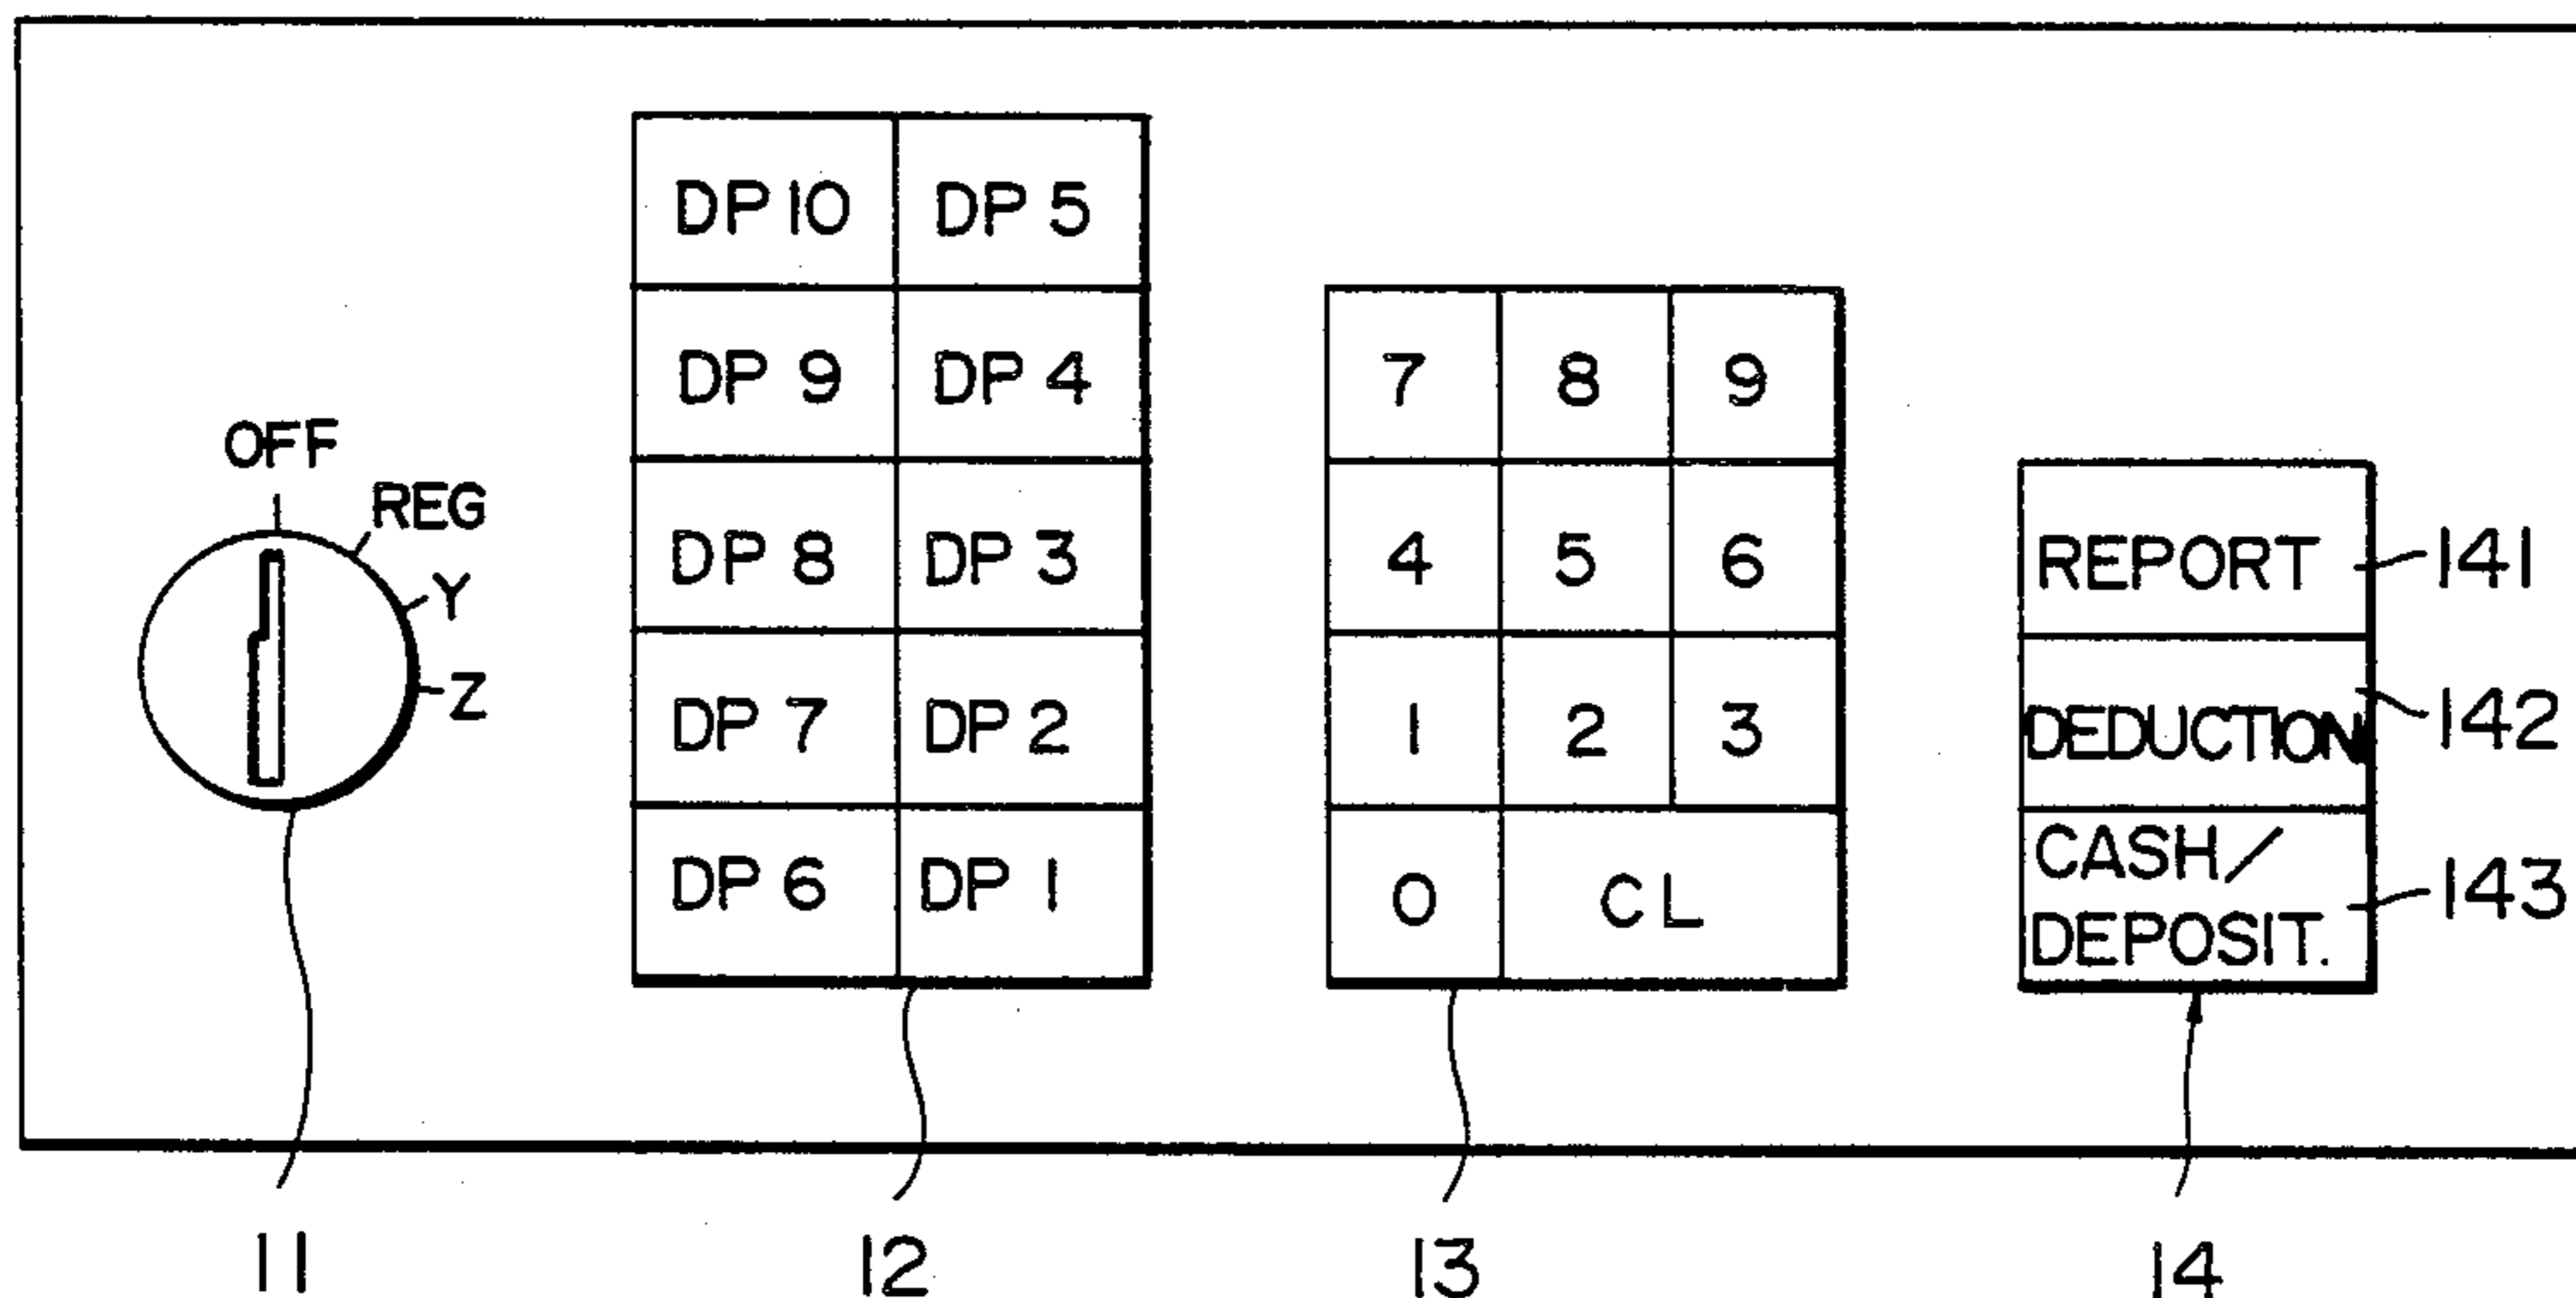 OFF
REG
Y
Z
DP 10 DP 5
DP 9 DP 4
DP 8 DP 3
DP 7 DP 2
DP 6 DP 1
7 8 9
4 5 6
1 2 3
0 CL
REPORT 141
DEDUCTION 142
CASH/
DEPOSIT. 143
11 12 13 14